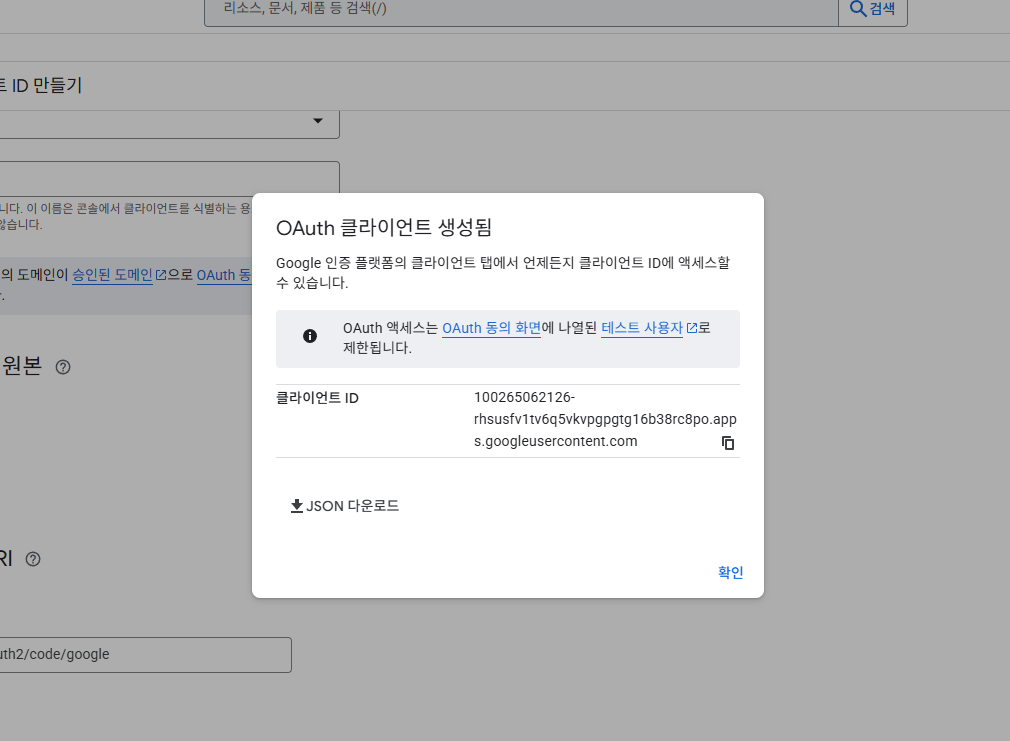 리소스, 문서, 제품 등 검색(/)
검색
트 ID 만들기
니다. 이 이름은 콘솔에서 클라이언트를 식별하는 용
않습니다.
의 도메인이 승인된 도메인으로 OAuth 동
원본
RI
uth2/code/google
OAuth 클라이언트 생성됨
Google 인증 플랫폼의 클라이언트 탭에서 언제든지 클라이언트 ID에 액세스할
수 있습니다.
OAuth 액세스는 OAuth 동의 화면에 나열된 테스트 사용자로
제한됩니다.
클라이언트 ID
100265062126-
rhsusfv1tv6q5vkvpgpgtg16b38rc8po.app
s.googleusercontent.com
JSON 다운로드
확인